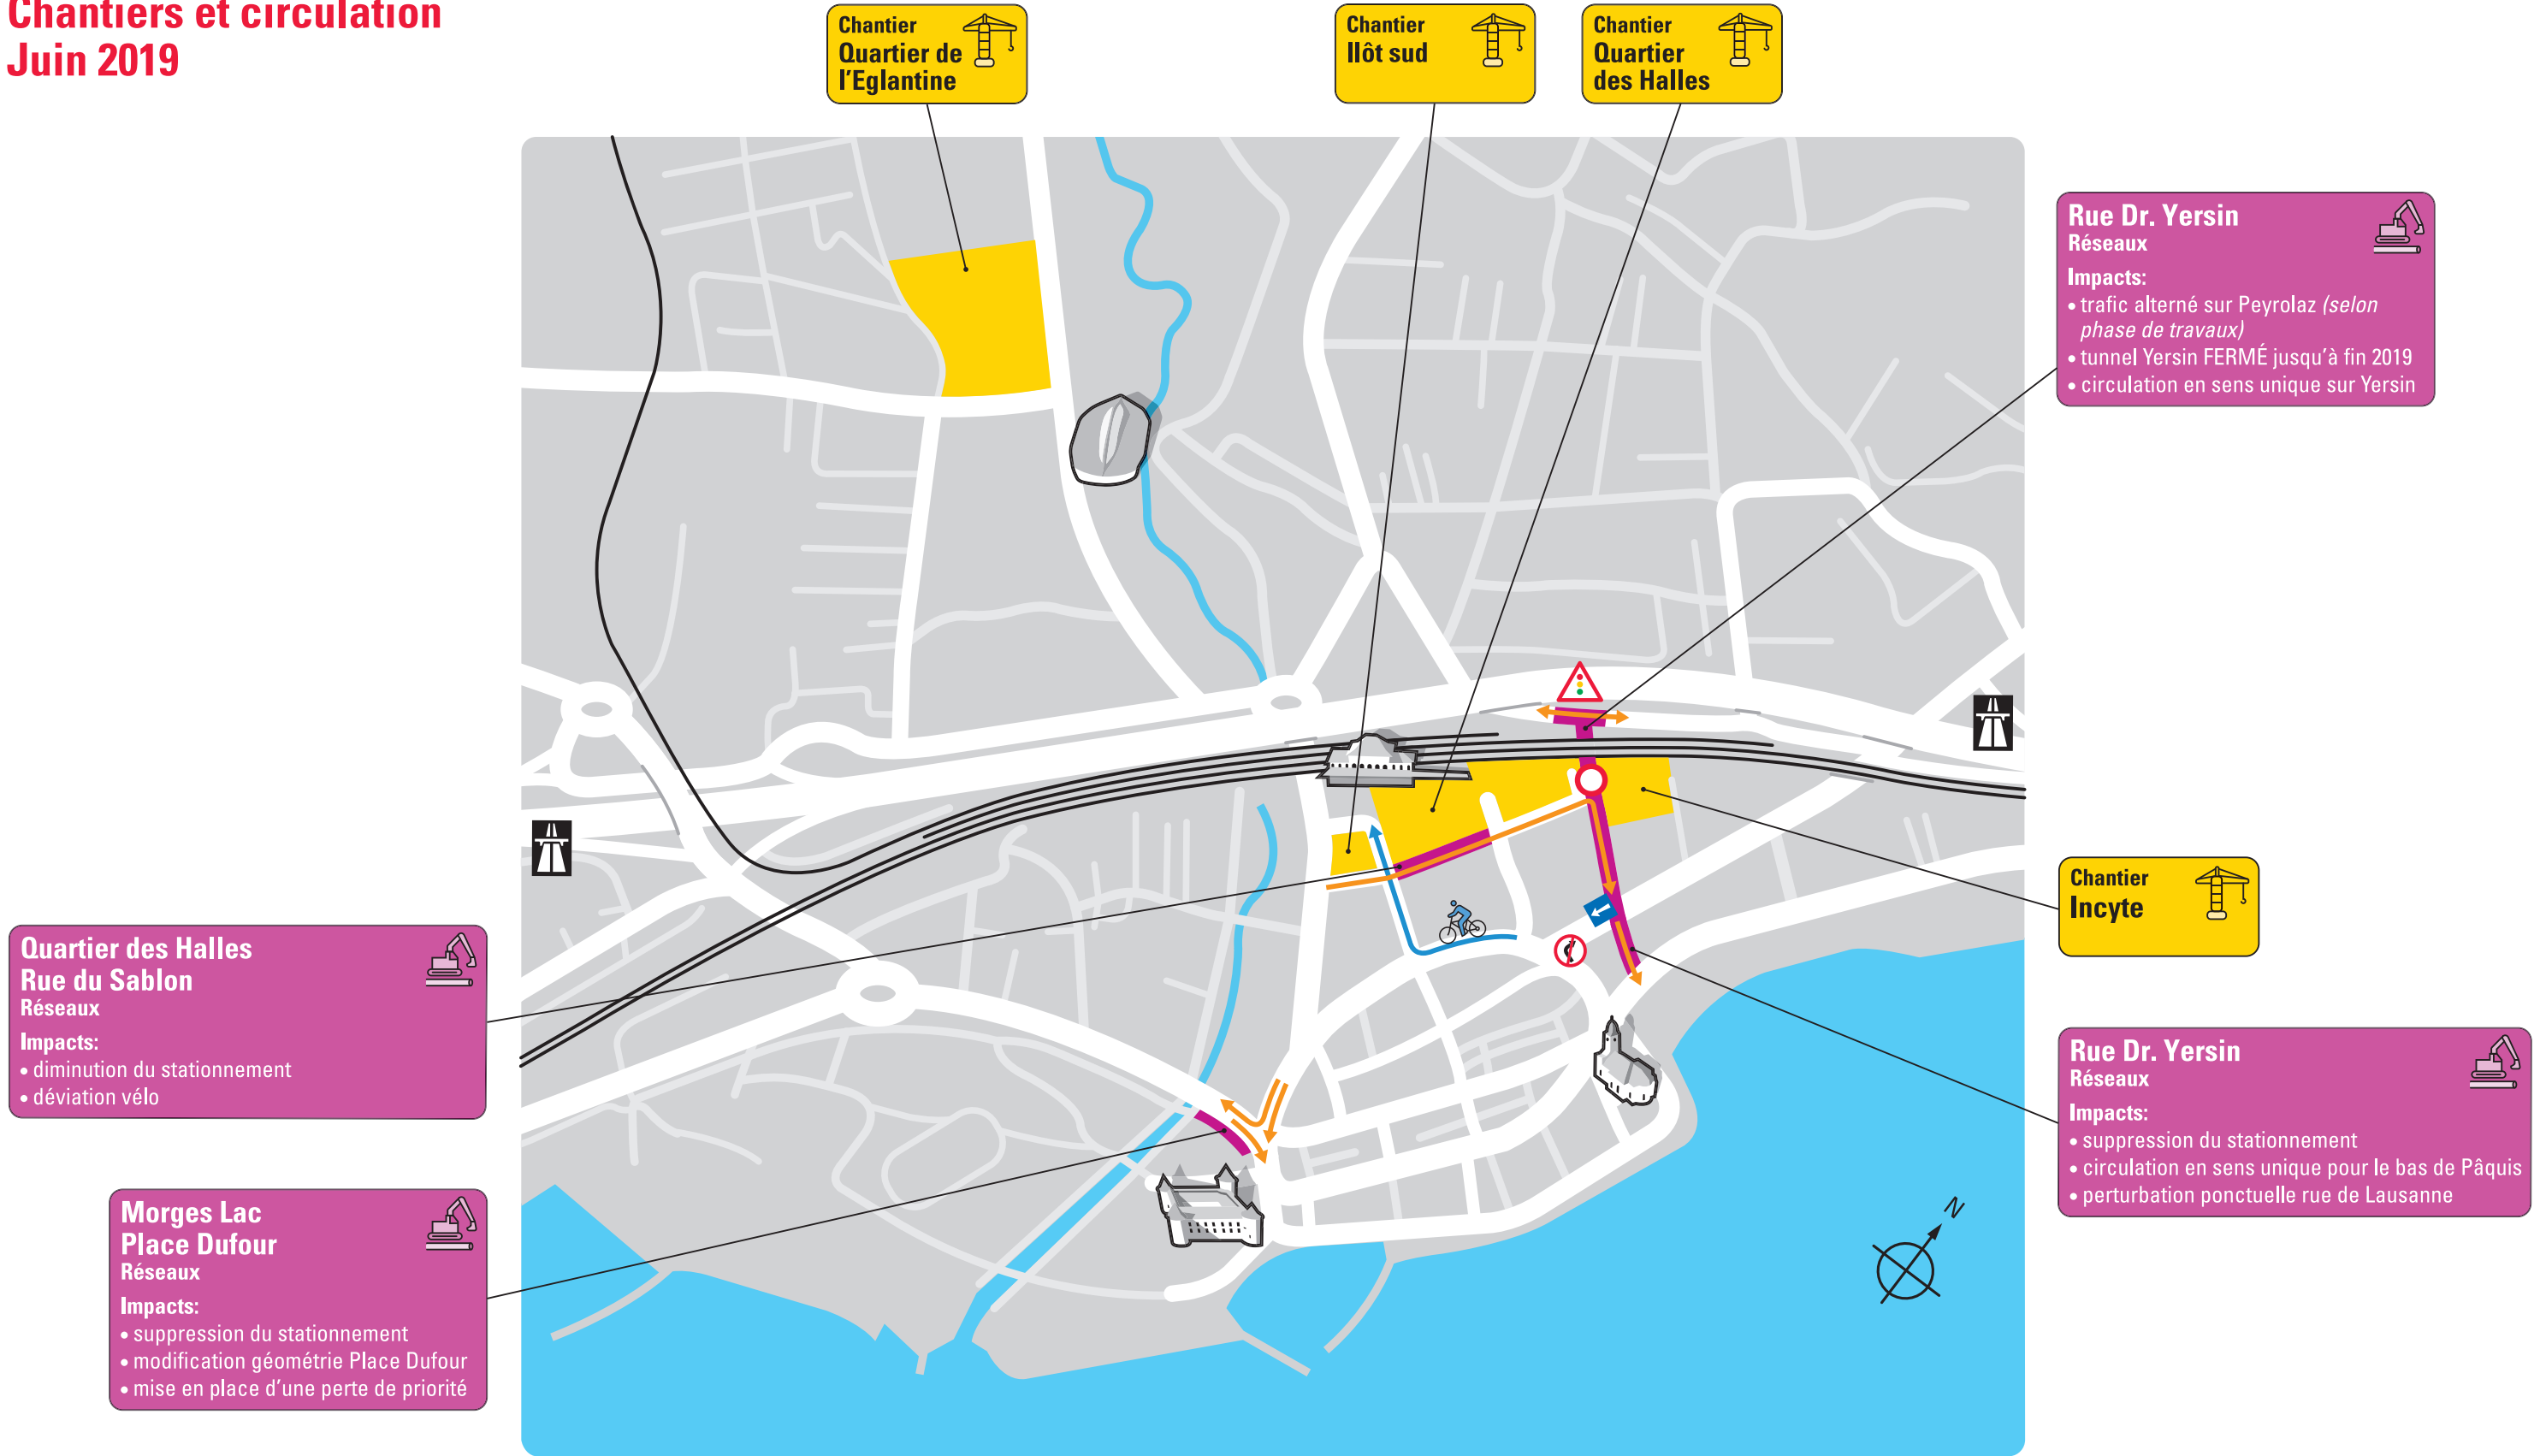 Chantiers et circulation
Juin 2019
Chantier
Quartier de
l'Eglantine
Chantier
Ilôt sud
Chantier
Quartier
des Halles
Rue Dr. Yersin
Réseaux
Impacts:
• trafic alterné sur Peyrolaz (selon
phase de travaux)
• tunnel Yersin FERMÉ jusqu'à fin 2019
• circulation en sens unique sur Yersin
Chantier
Incyte
Quartier des Halles
Rue du Sablon
Réseaux
Impacts:
• diminution du stationnement
• déviation vélo
Rue Dr. Yersin
Réseaux
Impacts:
• suppression du stationnement
• circulation en sens unique pour le bas de Pâquis
• perturbation ponctuelle rue de Lausanne
Morges Lac
Place Dufour
Réseaux
Impacts:
• suppression du stationnement
• modification géométrie Place Dufour
• mise en place d'une perte de priorité
N